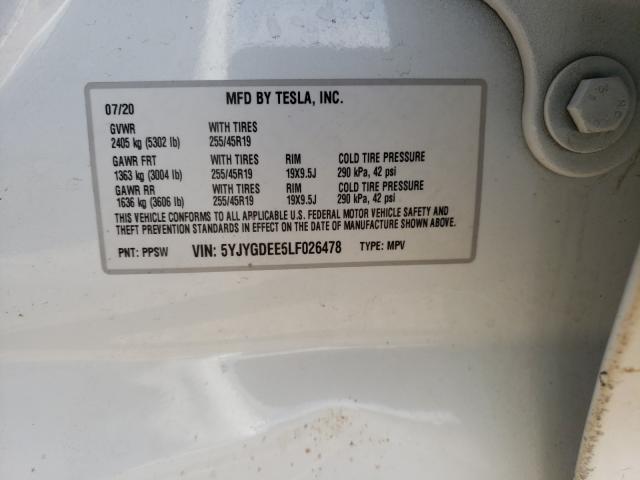 07/20 MFD BY TESLA, INC.
GVWR WITH TIRES
2405 kg (5302 lb) 255/45R19
GAWR FRT WITH TIRES RIM COLD TIRE PRESSURE
1363 kg (3004 lb) 255/45R19 19X9.5J 290 kPa, 42 psi
GAWR RR WITH TIRES RIM COLD TIRE PRESSURE
1636 kg (3606 lb) 255/45R19 19X9.5J 290 kPa, 42 psi
THIS VEHICLE CONFORMS TO ALL APPLICABLE U.S. FEDERAL MOTOR VEHICLE SAFETY AND
THEFT PREVENTION STANDARDS IN EFFECT ON THE DATE OF MANUFACTURE SHOWN ABOVE.
PNT: PPSW VIN: 5YJYGDEE5LF026478 TYPE: MPV